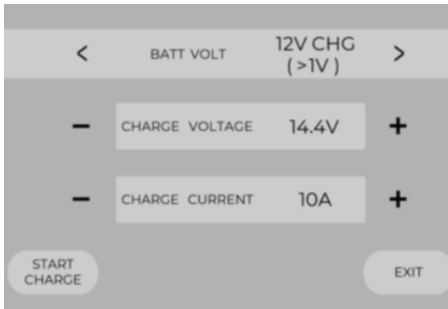 < BATT VOLT 12V CHG >
(>1V)
− CHARGE VOLTAGE 14.4V +
− CHARGE CURRENT 10A +
START
CHARGE
EXIT